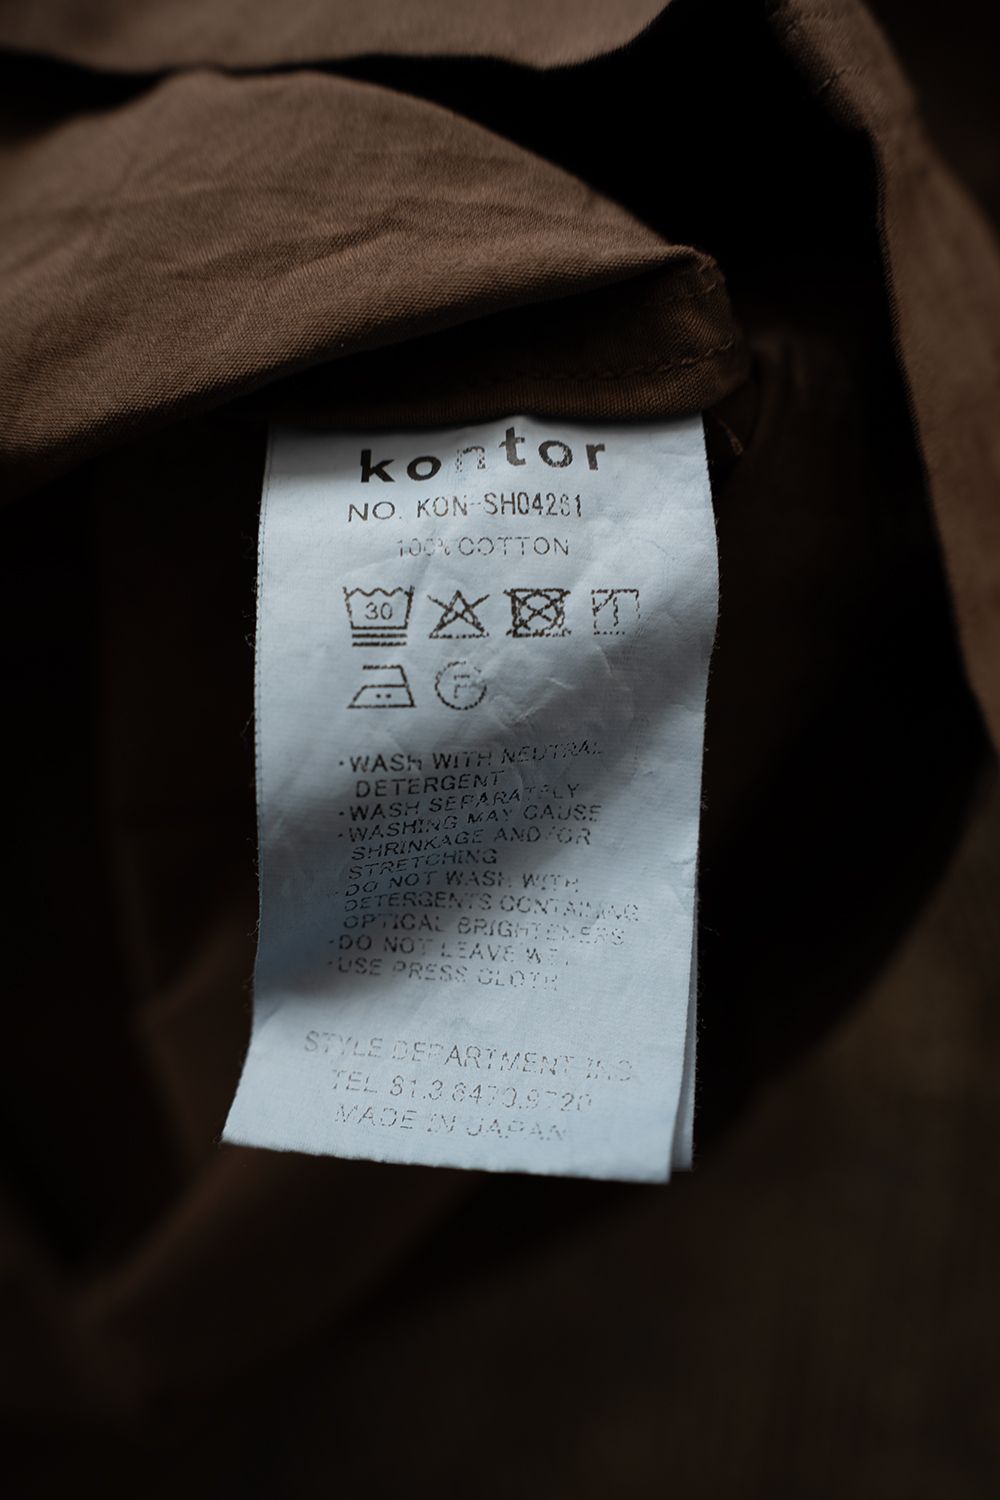 kontor
NO. KON-SH04261
100% COTTON
30
F
·WASH WITH NEUTRAL
DETERGENT
·WASH SEPARATELY
·WASHING MAY CAUSE
SHRINKAGE AND/OR
STRETCHING
·DO NOT WASH WITH
DETERGENTS CONTAINING
OPTICAL BRIGHTENERS
·DO NOT LEAVE WET
·USE PRESS CLOTH
STYLE DEPARTMENT INC
TEL 81.3.
MADE IN JAPAN